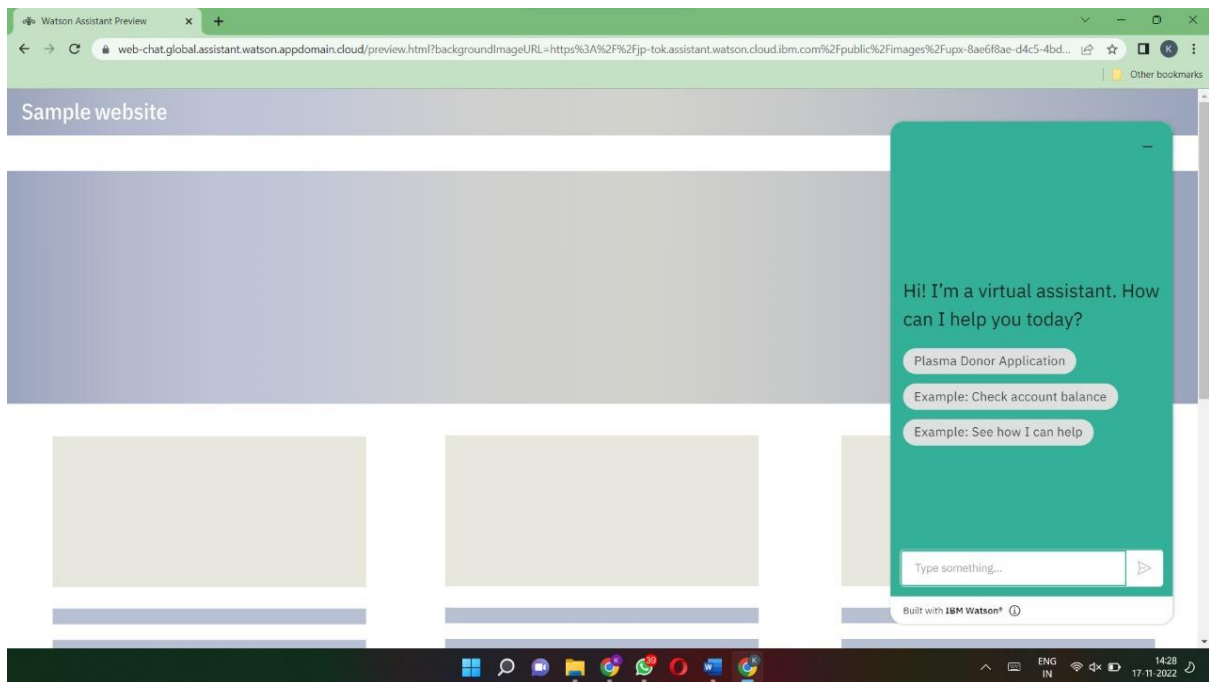 Watson Assistant Preview
web-chat.global.assistant.watson.appdomain.cloud/preview.html?backgroundImageURL=https%3A%2F%2Fjp-tok.assistant.watson.cloud.ibm.com%2Fpublic%2Fimages%2Fupx-8ae6f8ae-d4c5-4bd...
K
Other bookmarks
Sample website
Hi! I'm a virtual assistant. How
can I help you today?
Plasma Donor Application
Example: Check account balance
Example: See how I can help
Type something...
Built with IBM Watson®
39
ENG
IN
14:28
17-11-2022